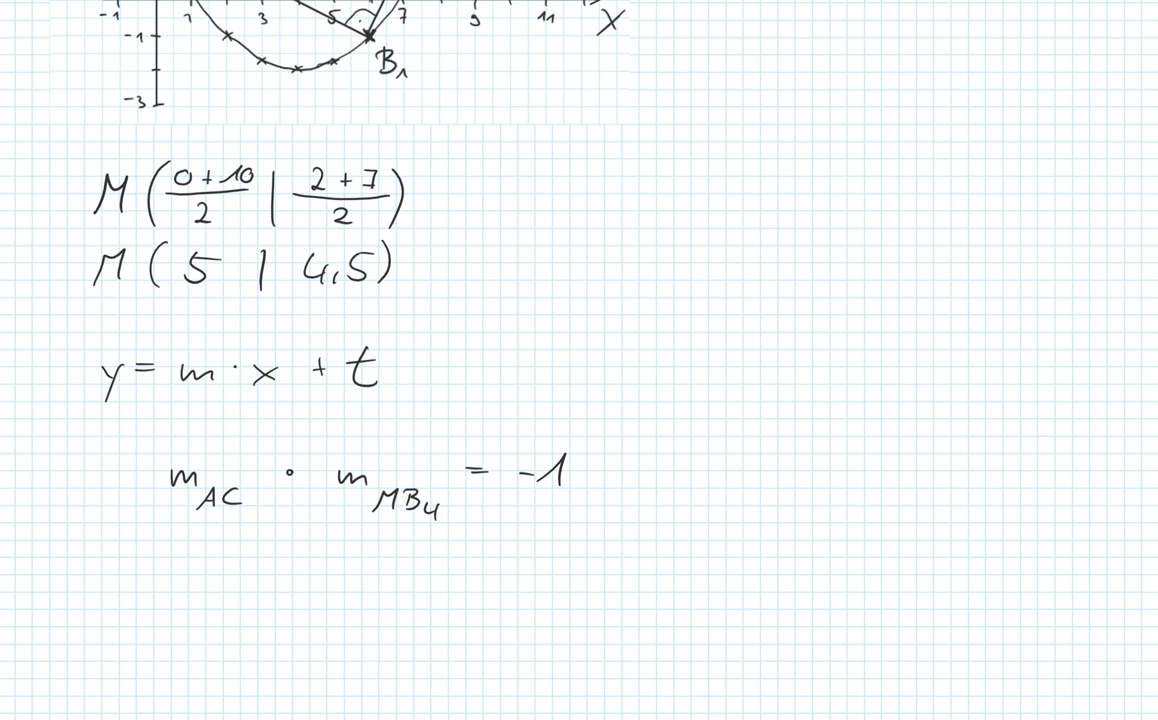 -1 1 3 5 7 9 11 X
-1
B₁
-3
M (0+10/2 | 2+7/2)
M ( 5 | 4,5)
y = m · x + t
m_AC · m_MB₄ = -1